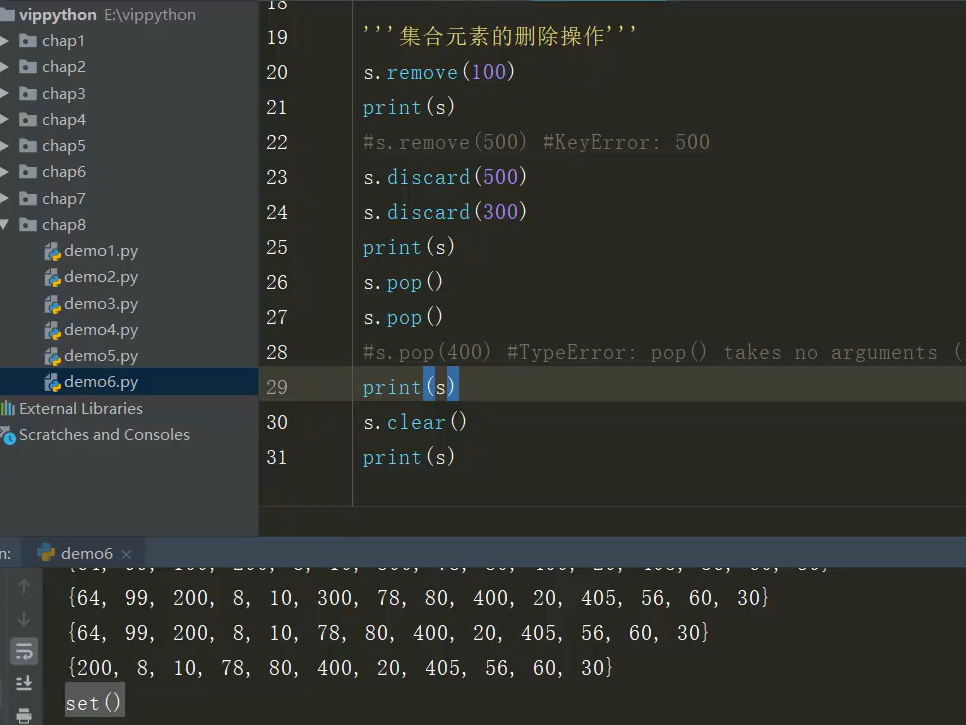 vippython E:\vippython
chap1
chap2
chap3
chap4
chap5
chap6
chap7
chap8
demo1.py
demo2.py
demo3.py
demo4.py
demo5.py
demo6.py
External Libraries
Scratches and Consoles
18
19 '''集合元素的删除操作'''
20 s.remove(100)
21 print(s)
22 #s.remove(500) #KeyError: 500
23 s.discard(500)
24 s.discard(300)
25 print(s)
26 s.pop()
27 s.pop()
28 #s.pop(400) #TypeError: pop() takes no arguments (
29 print(s)
30 s.clear()
31 print(s)
n: demo6
{64, 99, 200, 8, 10, 300, 78, 80, 400, 20, 405, 56, 60, 30}
{64, 99, 200, 8, 10, 78, 80, 400, 20, 405, 56, 60, 30}
{200, 8, 10, 78, 80, 400, 20, 405, 56, 60, 30}
set()